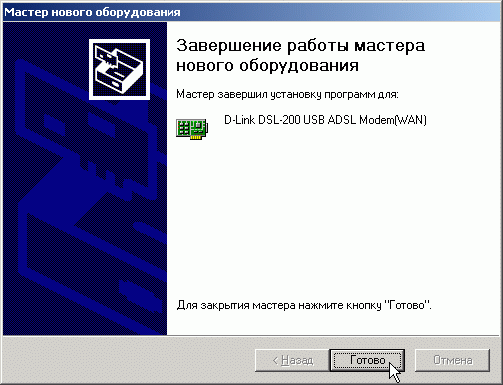 Мастер нового оборудования
Завершение работы мастера
нового оборудования
Мастер завершил установку программ для:
D-Link DSL-200 USB ADSL Modem(WAN)
Для закрытия мастера нажмите кнопку "Готово".
< Назад
Готово
Отмена